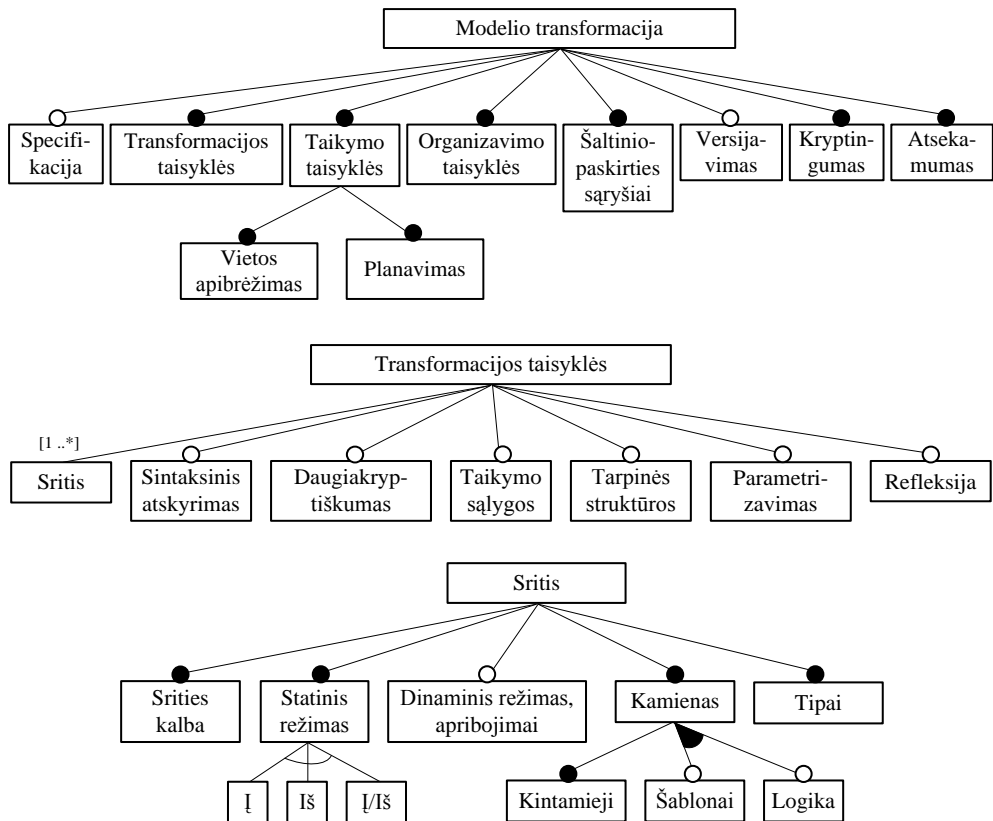 Modelio transformacija
Specifi-
kacija
Transformacijos
taisyklės
Taikymo
taisyklės
Organizavimo
taisyklės
Šaltinio-
paskirties
sąryšiai
Versija-
vimas
Kryptin-
gumas
Atseka-
mumas
Vietos
apibrėžimas
Planavimas
Transformacijos taisyklės
[1 ..*]
Sritis
Sintaksinis
atskyrimas
Daugiakryp-
tiškumas
Taikymo
sąlygos
Tarpinės
struktūros
Parametri-
zavimas
Refleksija
Sritis
Srities
kalba
Statinis
režimas
Dinaminis režimas,
apribojimai
Kamienas
Tipai
Į
Iš
Į/Iš
Kintamieji
Šablonai
Logika